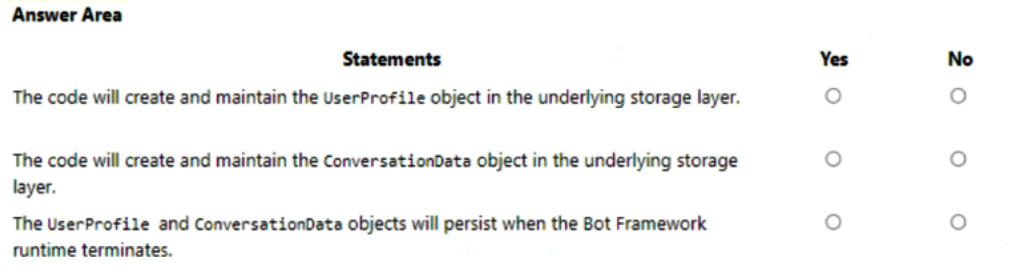 Answer Area
Statements Yes No
The code will create and maintain the UserProfile object in the underlying storage layer.
The code will create and maintain the ConversationData object in the underlying storage
layer.
The UserProfile and ConversationData objects will persist when the Bot Framework
runtime terminates.